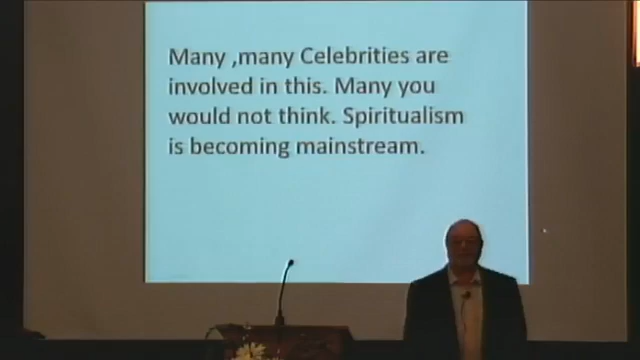 Many ,many Celebrities are
involved in this. Many you
would not think. Spiritualism
is becoming mainstream.